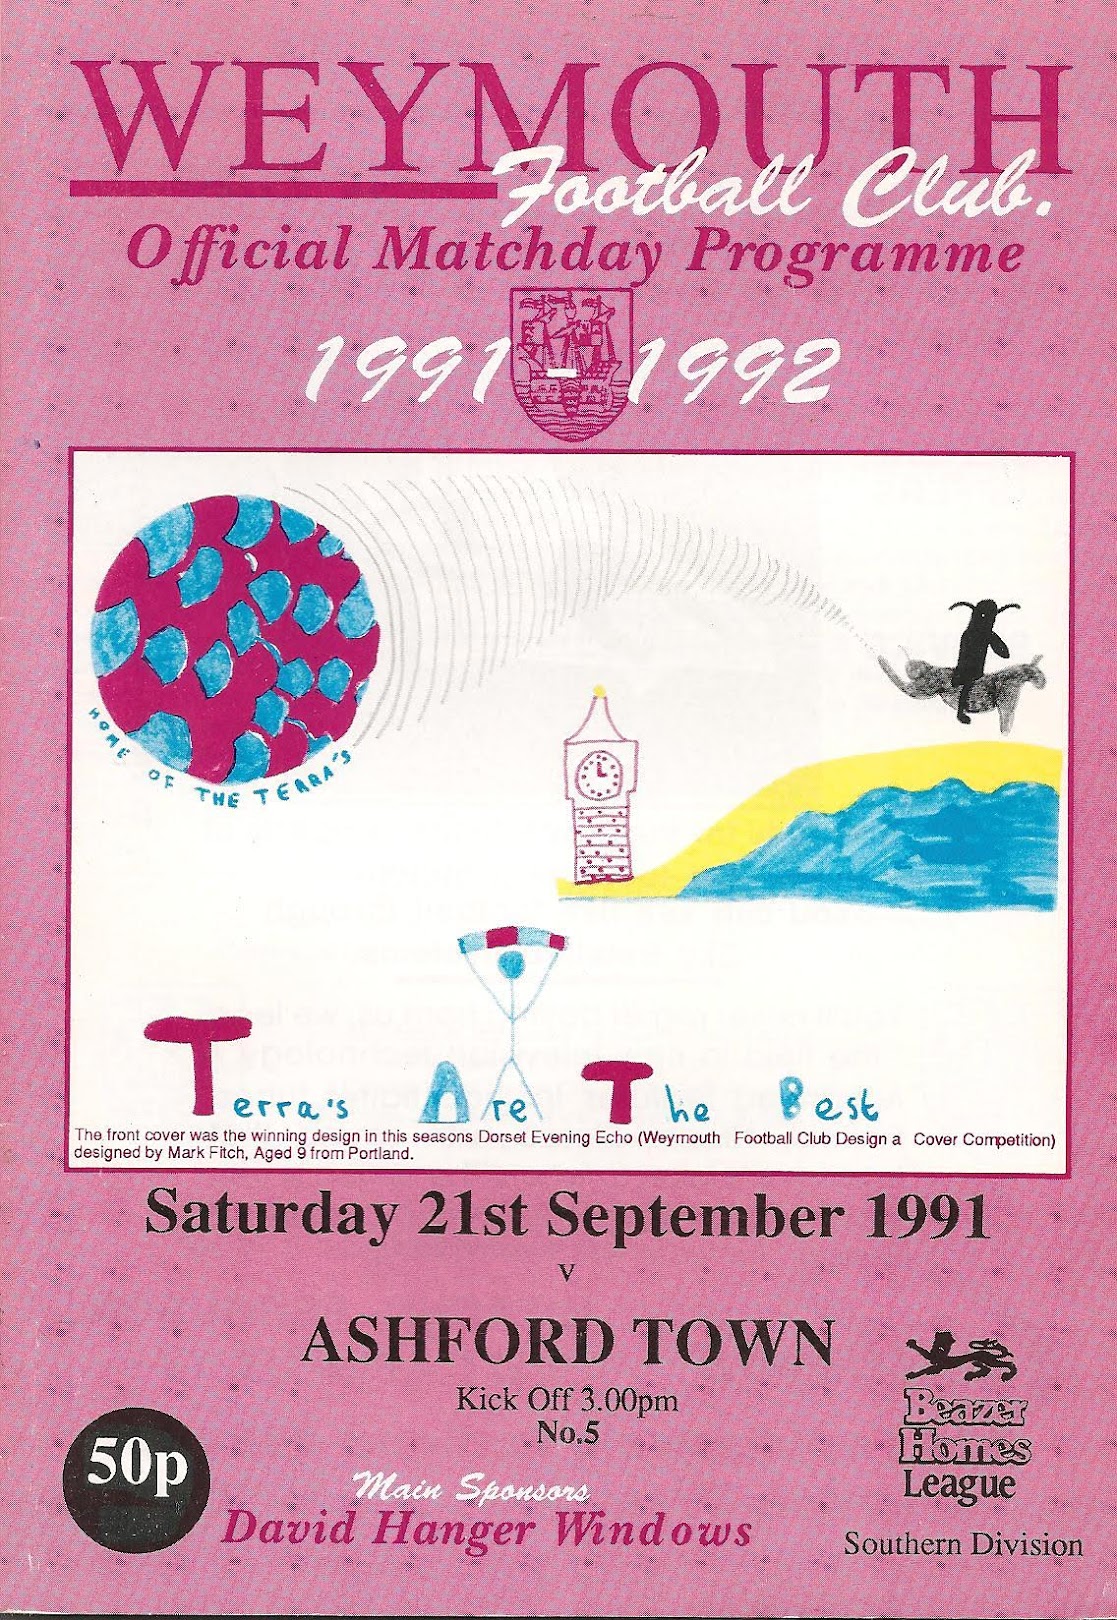 WEYMOUTH
Football Club.
Official Matchday Programme
1991 - 1992
HOME OF THE TERRA'S
Terra's Are The Best
The front cover was the winning design in this seasons Dorset Evening Echo (Weymouth Football Club Design a Cover Competition)
designed by Mark Fitch, Aged 9 from Portland.
Saturday 21st September 1991
v
ASHFORD TOWN
Kick Off 3.00pm
No.5
50p
Main Sponsors
David Hanger Windows
Beazer
Homes
League
Southern Division